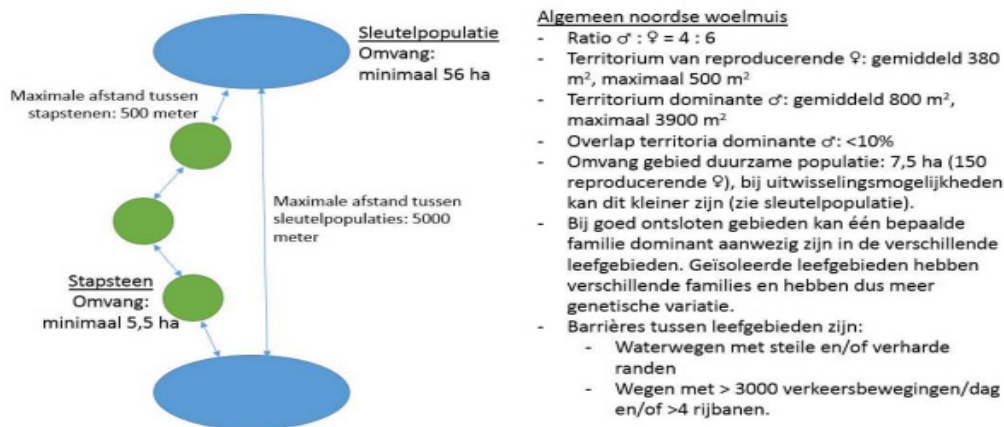 Sleutelpopulatie
Omvang:
minimaal 56 ha
Maximale afstand tussen
stapstenen: 500 meter
Maximale afstand tussen
sleutelpopulaties: 5000
meter
Stapsteen
Omvang:
minimaal 5,5 ha
Algemeen noordse woelmuis
- Ratio ♂ : ♀ = 4 : 6
- Territorium van reproducerende ♀: gemiddeld 380
m², maximaal 500 m²
- Territorium dominante ♂: gemiddeld 800 m²,
maximaal 3900 m²
- Overlap territoria dominante ♂: <10%
- Omvang gebied duurzame populatie: 7,5 ha (150
reproducerende ♀), bij uitwisselingsmogelijkheden
kan dit kleiner zijn (zie sleutelpopulatie).
- Bij goed ontsloten gebieden kan één bepaalde
familie dominant aanwezig zijn in de verschillende
leefgebieden. Geïsoleerde leefgebieden hebben
verschillende families en hebben dus meer
genetische variatie.
- Barrières tussen leefgebieden zijn:
- Waterwegen met steile en/of verharde
randen
- Wegen met > 3000 verkeersbewegingen/dag
en/of >4 rijbanen.